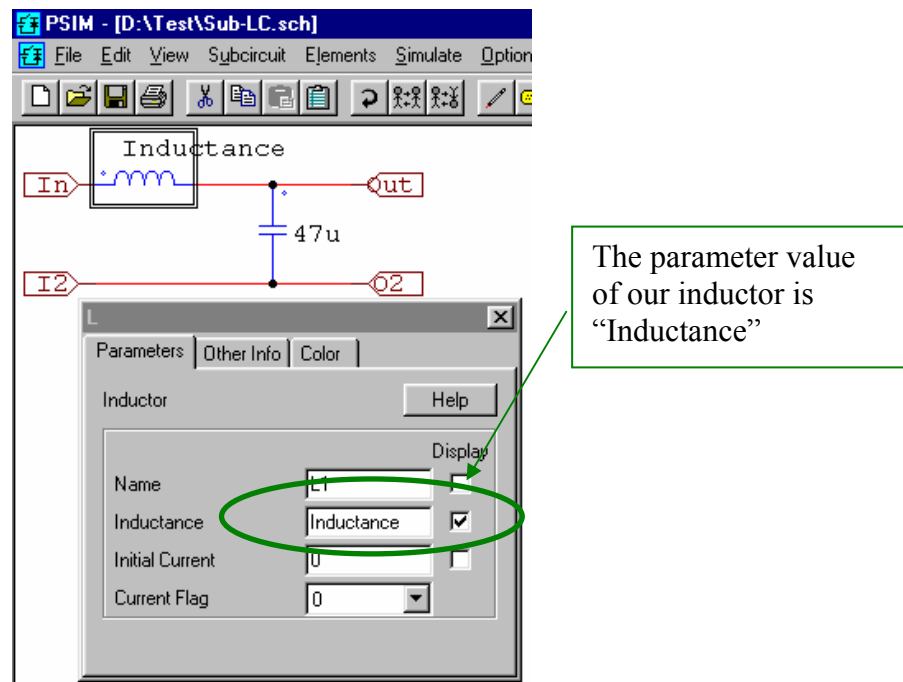 PSIM - [D:\Test\Sub-LC.sch]
File Edit View Subcircuit Elements Simulate Option
Inductance
In
Out
47u
I2
O2
The parameter value
of our inductor is
“Inductance”
L
Parameters Other Info Color
Inductor Help
Display
Name L1
Inductance Inductance
Initial Current 0
Current Flag 0